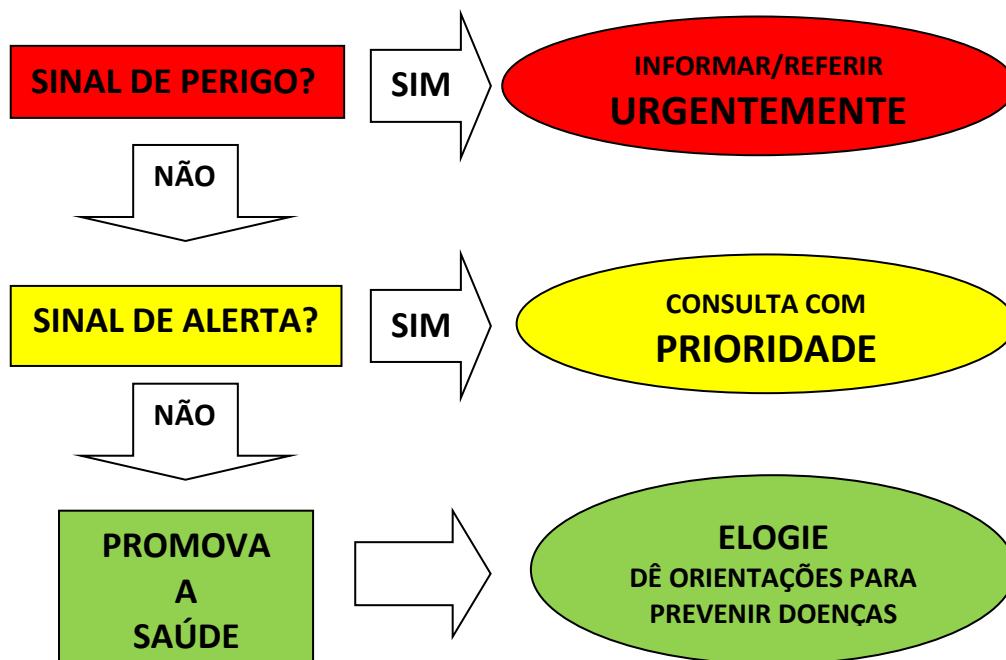 SINAL DE PERIGO?
SIM
INFORMAR/REFERIR
URGENTEMENTE
NÃO
SINAL DE ALERTA?
SIM
CONSULTA COM
PRIORIDADE
NÃO
PROMOVA
A
SAÚDE
ELOGIE
DÊ ORIENTAÇÕES PARA
PREVENIR DOENÇAS